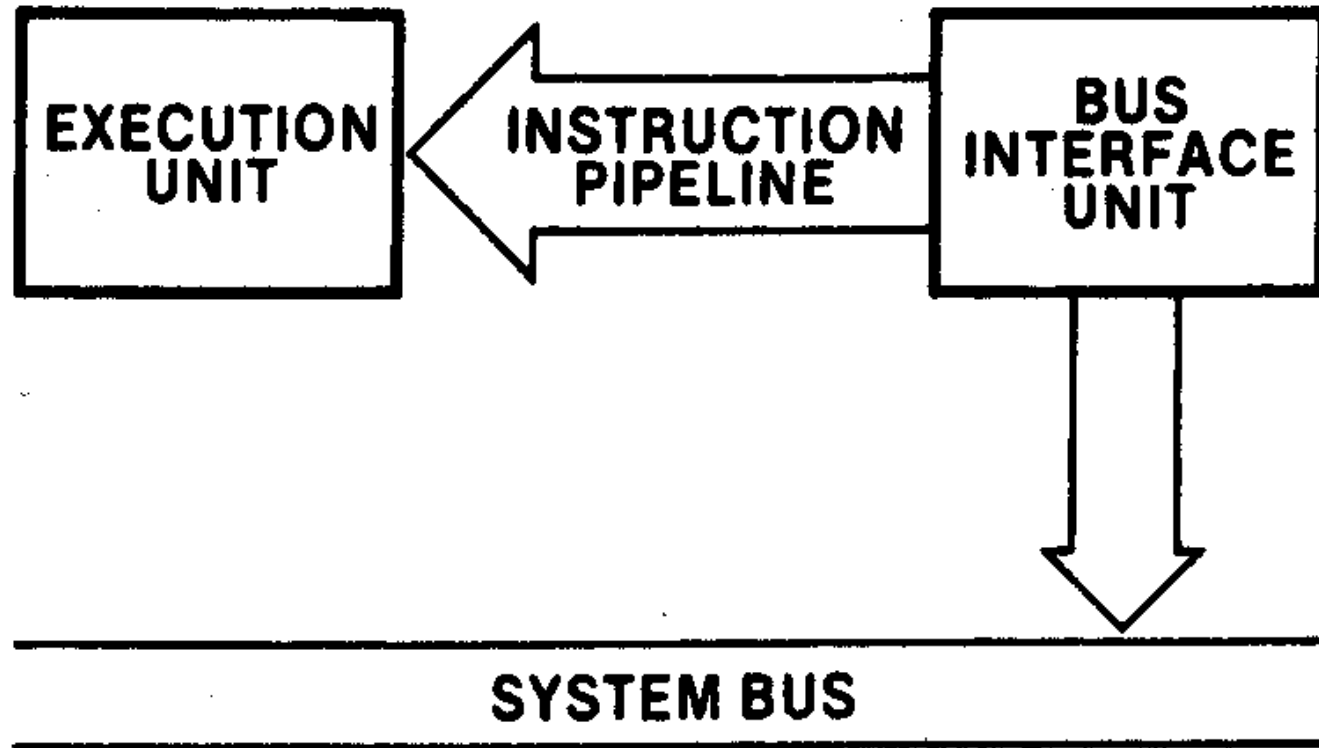 EXECUTION
UNIT
INSTRUCTION
PIPELINE
BUS
INTERFACE
UNIT
SYSTEM BUS